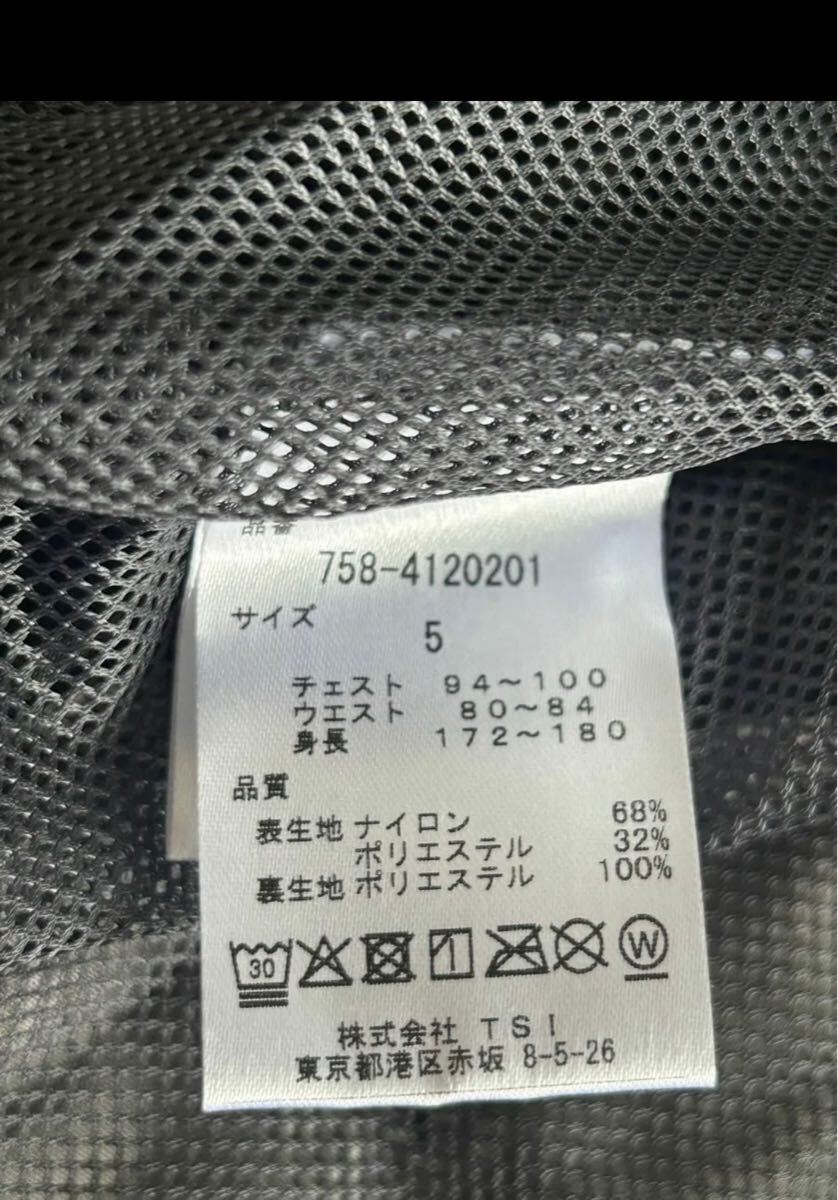 品番
758-4120201
サイズ
5
チェスト 94～100
ウエスト 80～84
身長 172～180
品質
表生地 ナイロン 68%
ポリエステル 32%
裏生地 ポリエステル 100%
30 W
株式会社 TSI
東京都港区赤坂 8-5-26